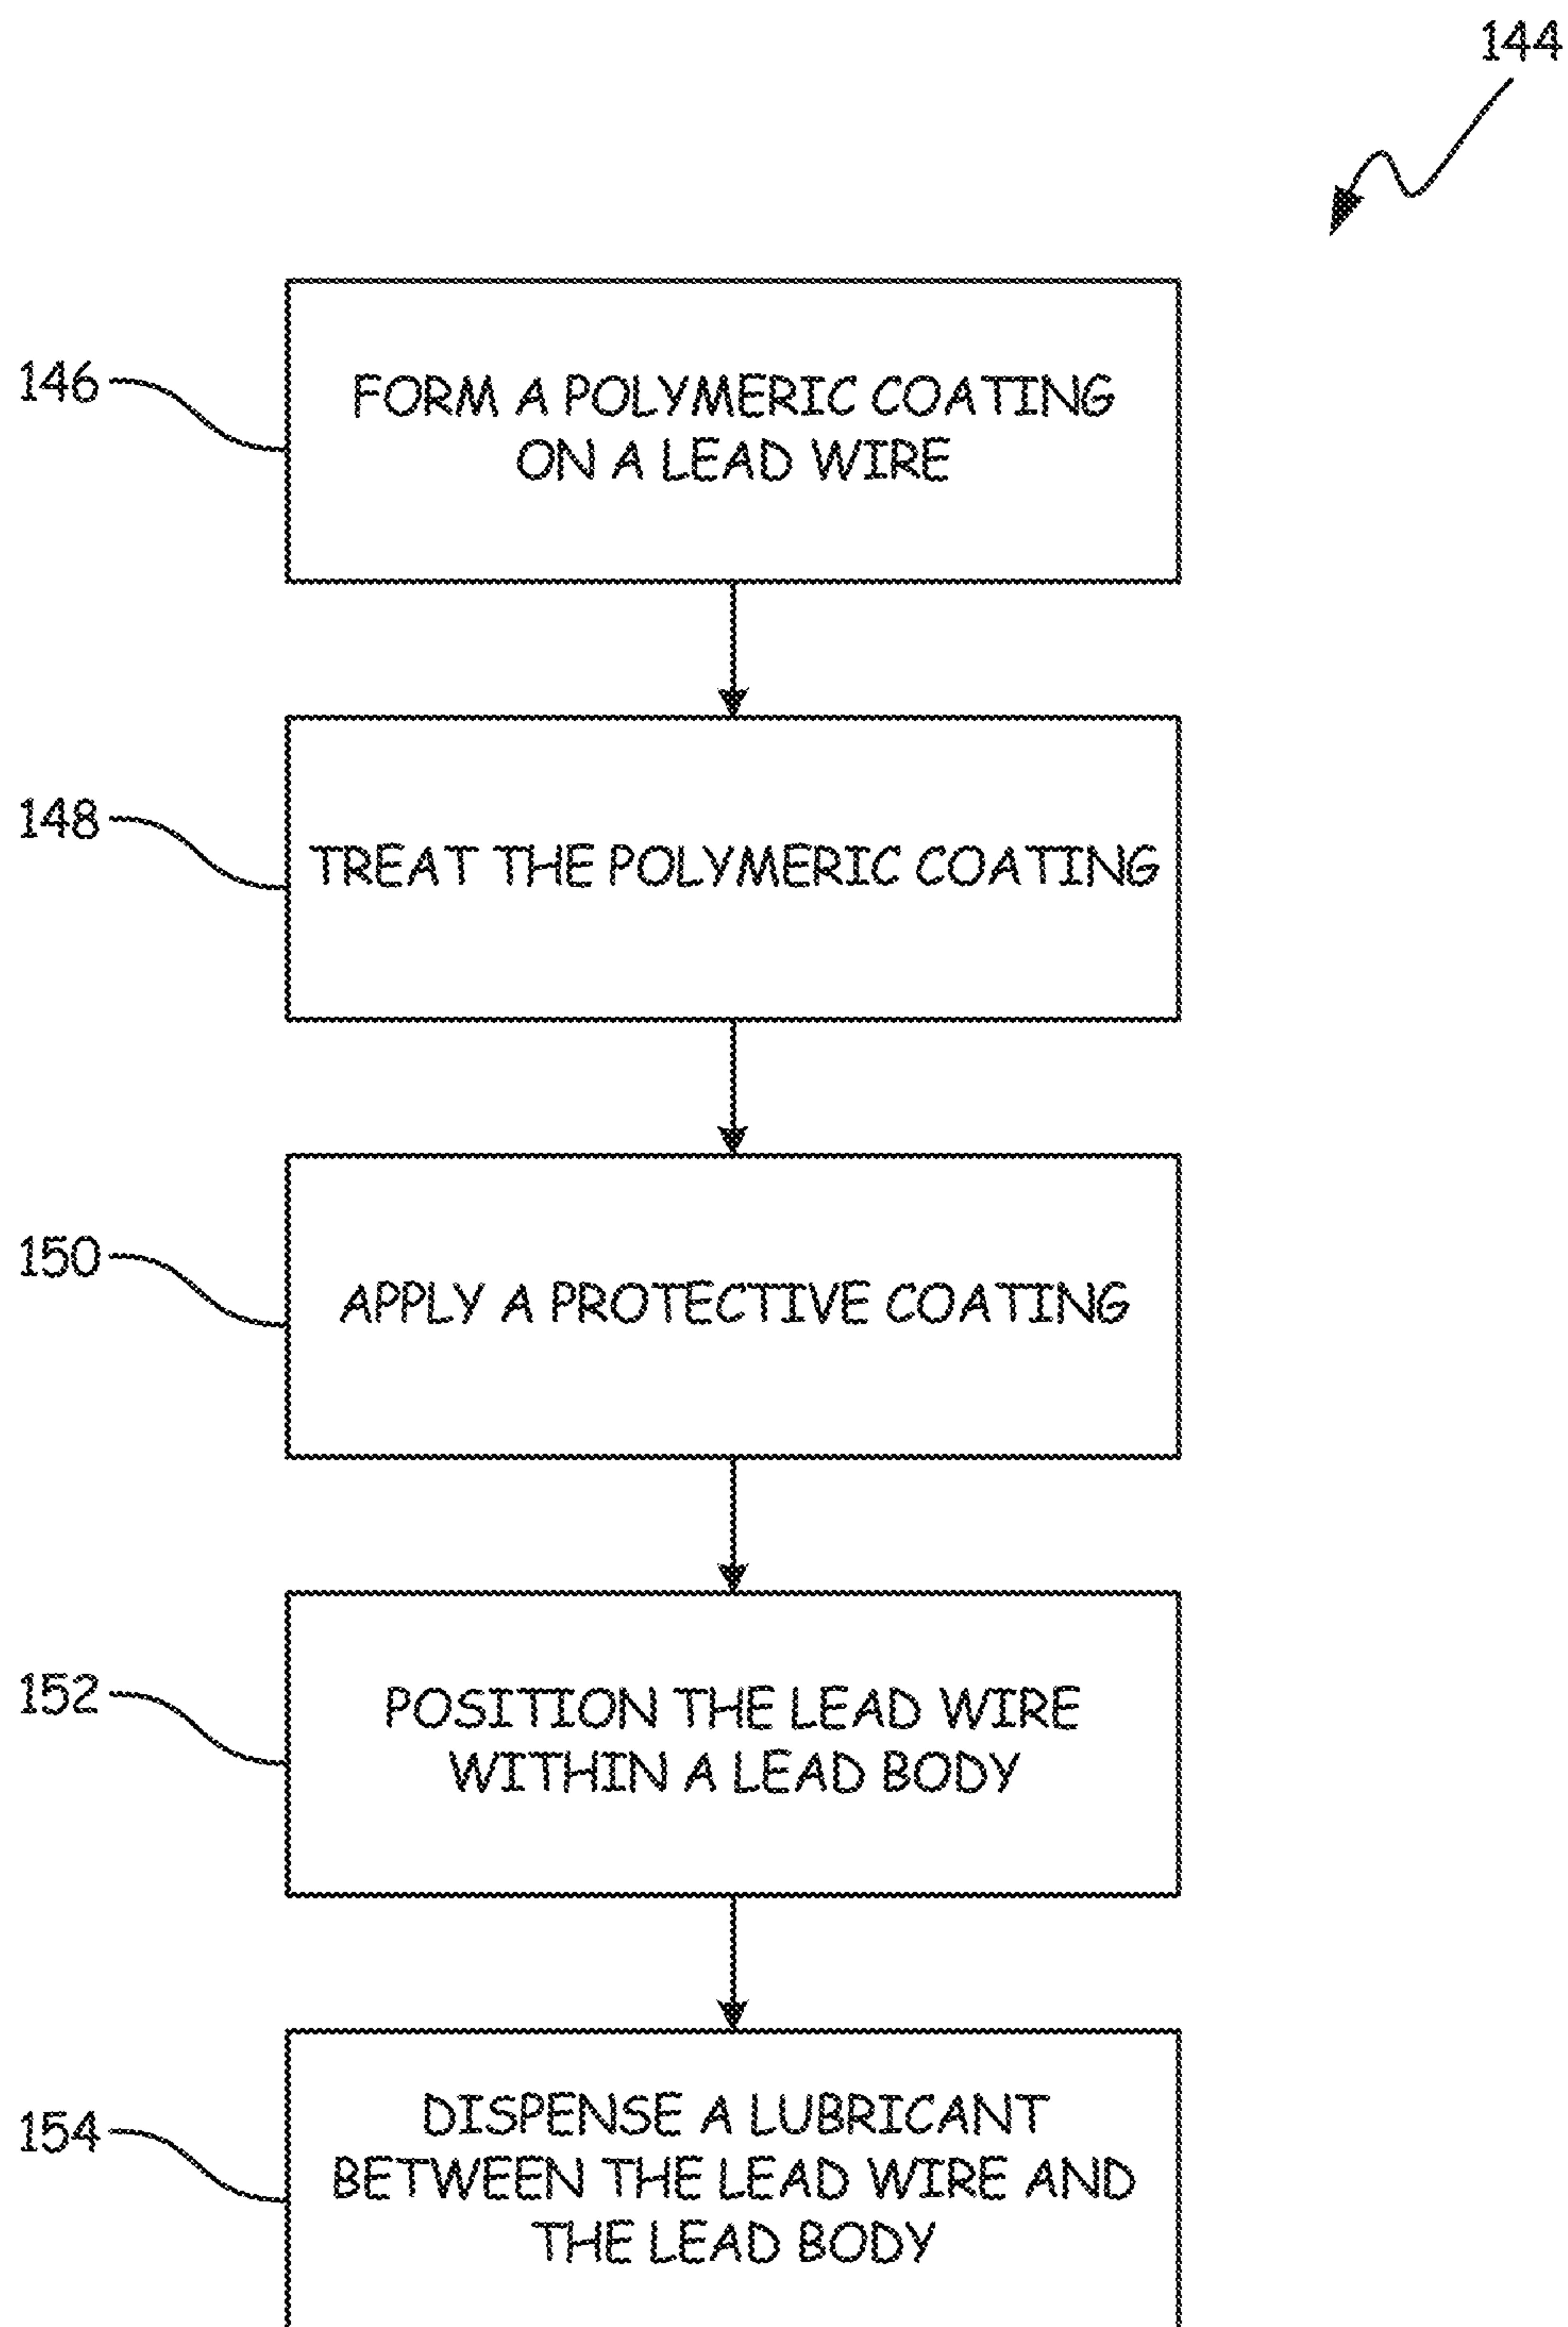 144
146
FORM A POLYMERIC COATING
ON A LEAD WIRE
148
TREAT THE POLYMERIC COATING
150
APPLY A PROTECTIVE COATING
152
POSITION THE LEAD WIRE
WITHIN A LEAD BODY
154
DISPENSE A LUBRICANT
BETWEEN THE LEAD WIRE AND
THE LEAD BODY